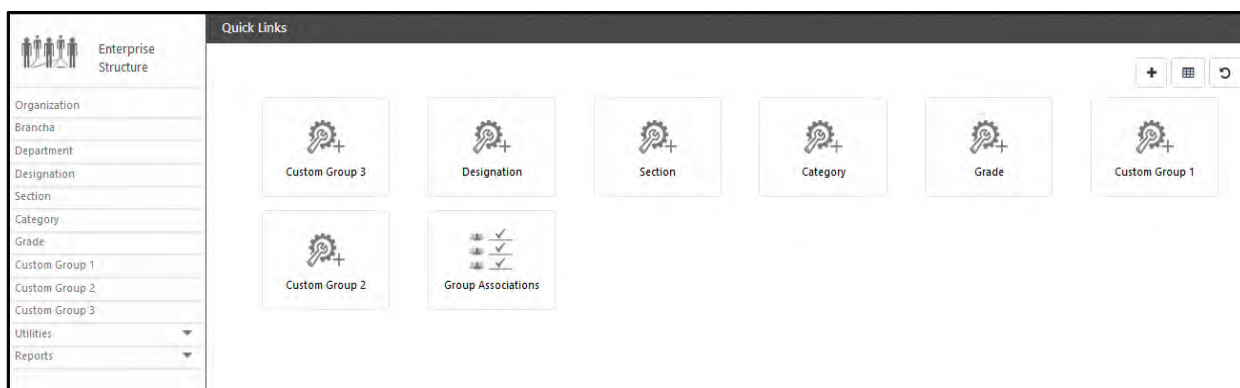 Enterprise
Structure
Organization
Brancha
Department
Designation
Section
Category
Grade
Custom Group 1
Custom Group 2
Custom Group 3
Utilities
Reports
Quick Links
Custom Group 3
Designation
Section
Category
Grade
Custom Group 1
Custom Group 2
Group Associations